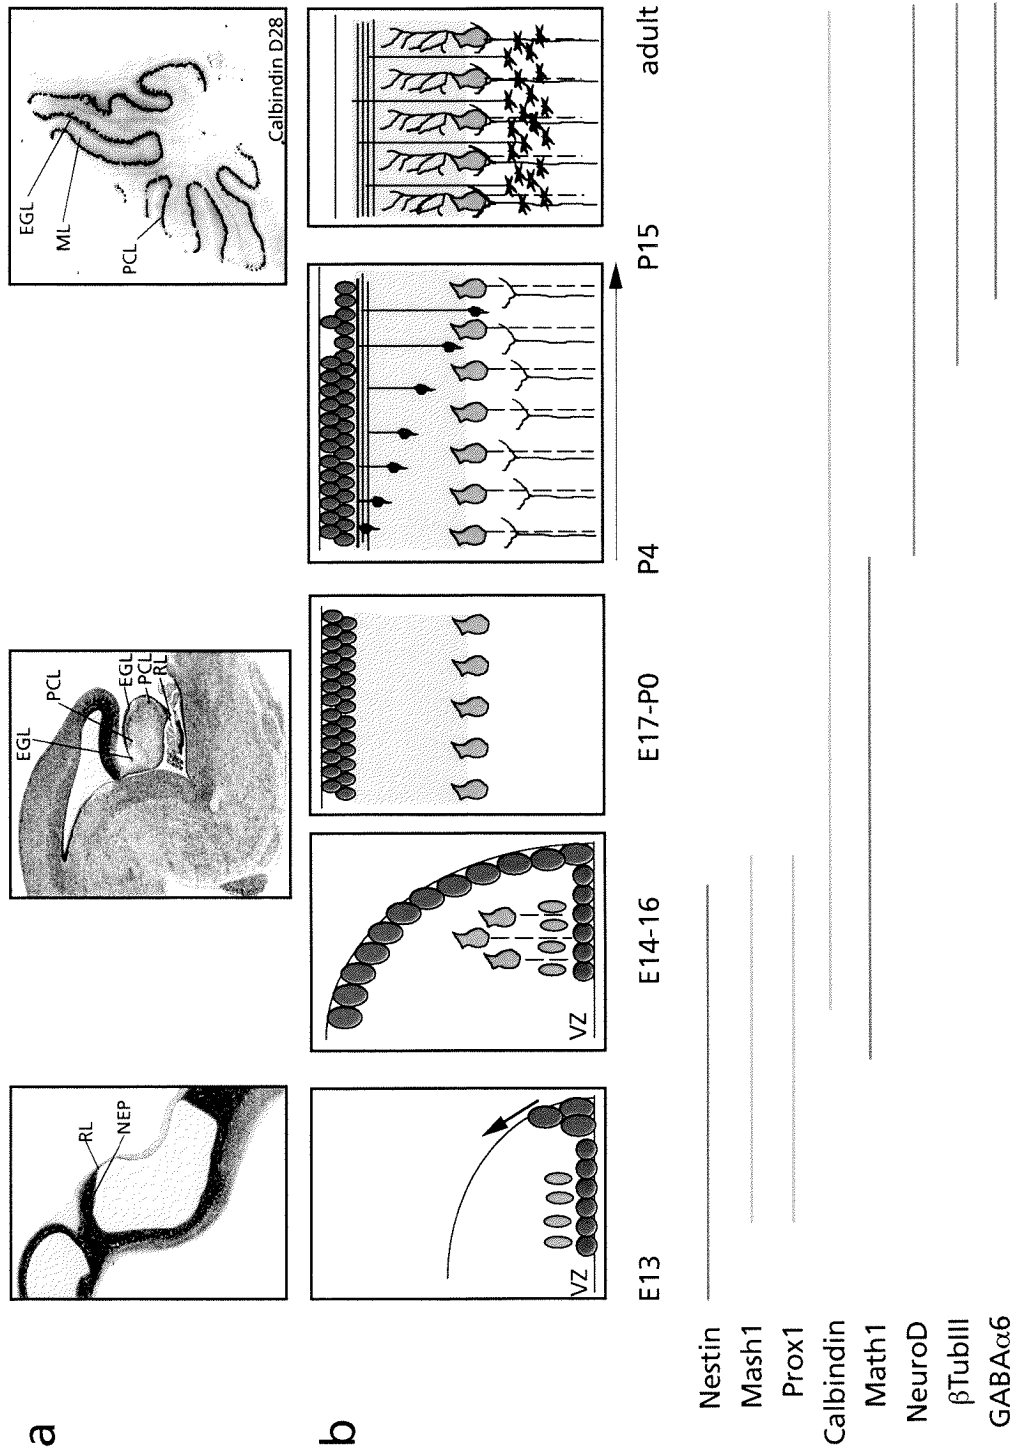 a
RL
NEP
EGL
PCL
EGL
PCL
RL
EGL
ML
PCL
Calbindin D28
b
VZ
VZ
E13
E14-16
E17-P0
P4
P15
adult
Nestin
Mash1
Prox1
Calbindin
Math1
NeuroD
βTubIII
GABAα6